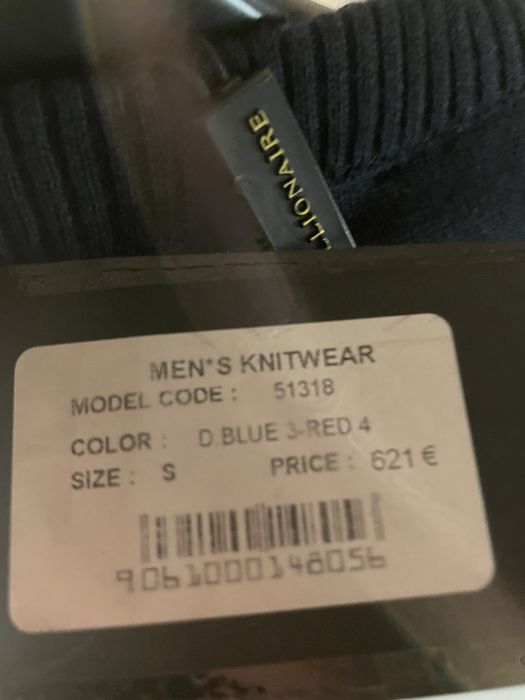 LLIONAIRE
MEN*S KNITWEAR
MODEL CODE : 51318
COLOR : D.BLUE 3-RED 4
SIZE : S PRICE : 621 €
9061000148056